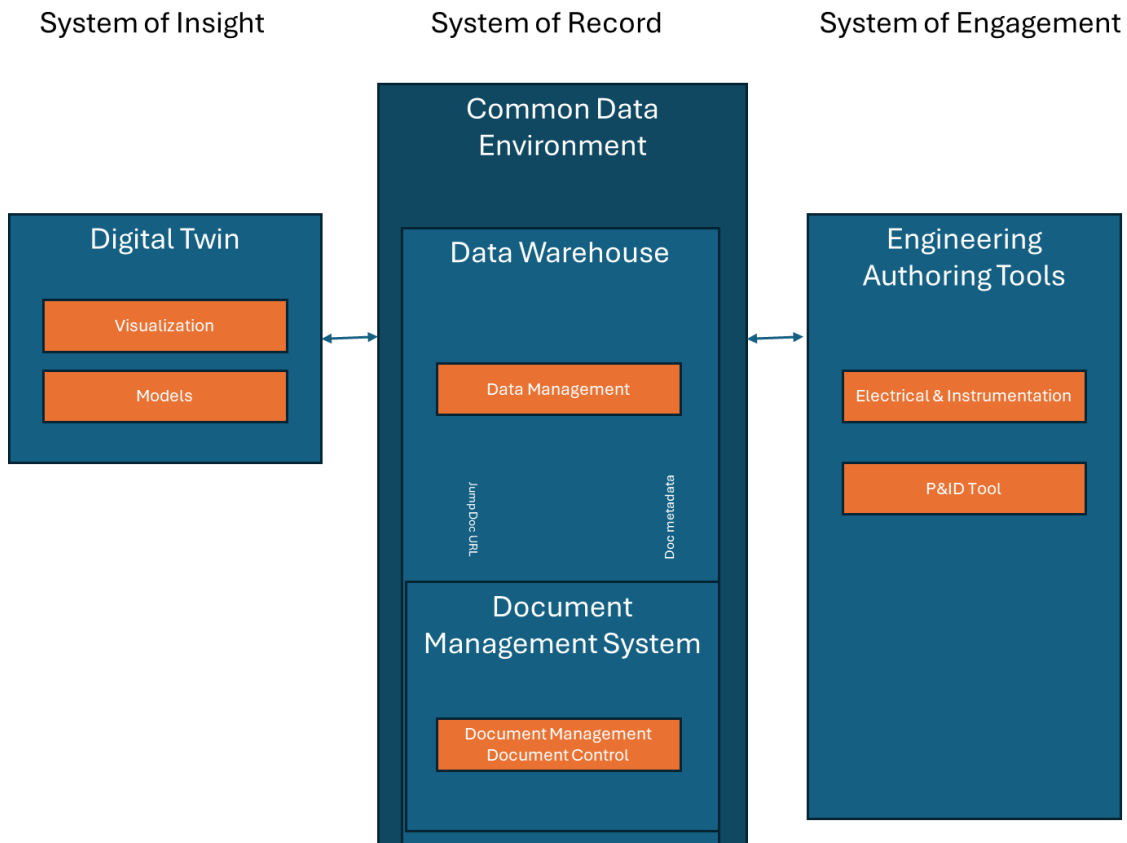 System of Insight
System of Record
System of Engagement
Common Data
Environment
Digital Twin
Visualization
Models
Data Warehouse
Data Management
Jump Doc URL
Doc metadata
Document
Management System
Document Management
Document Control
Engineering
Authoring Tools
Electrical & Instrumentation
P&ID Tool